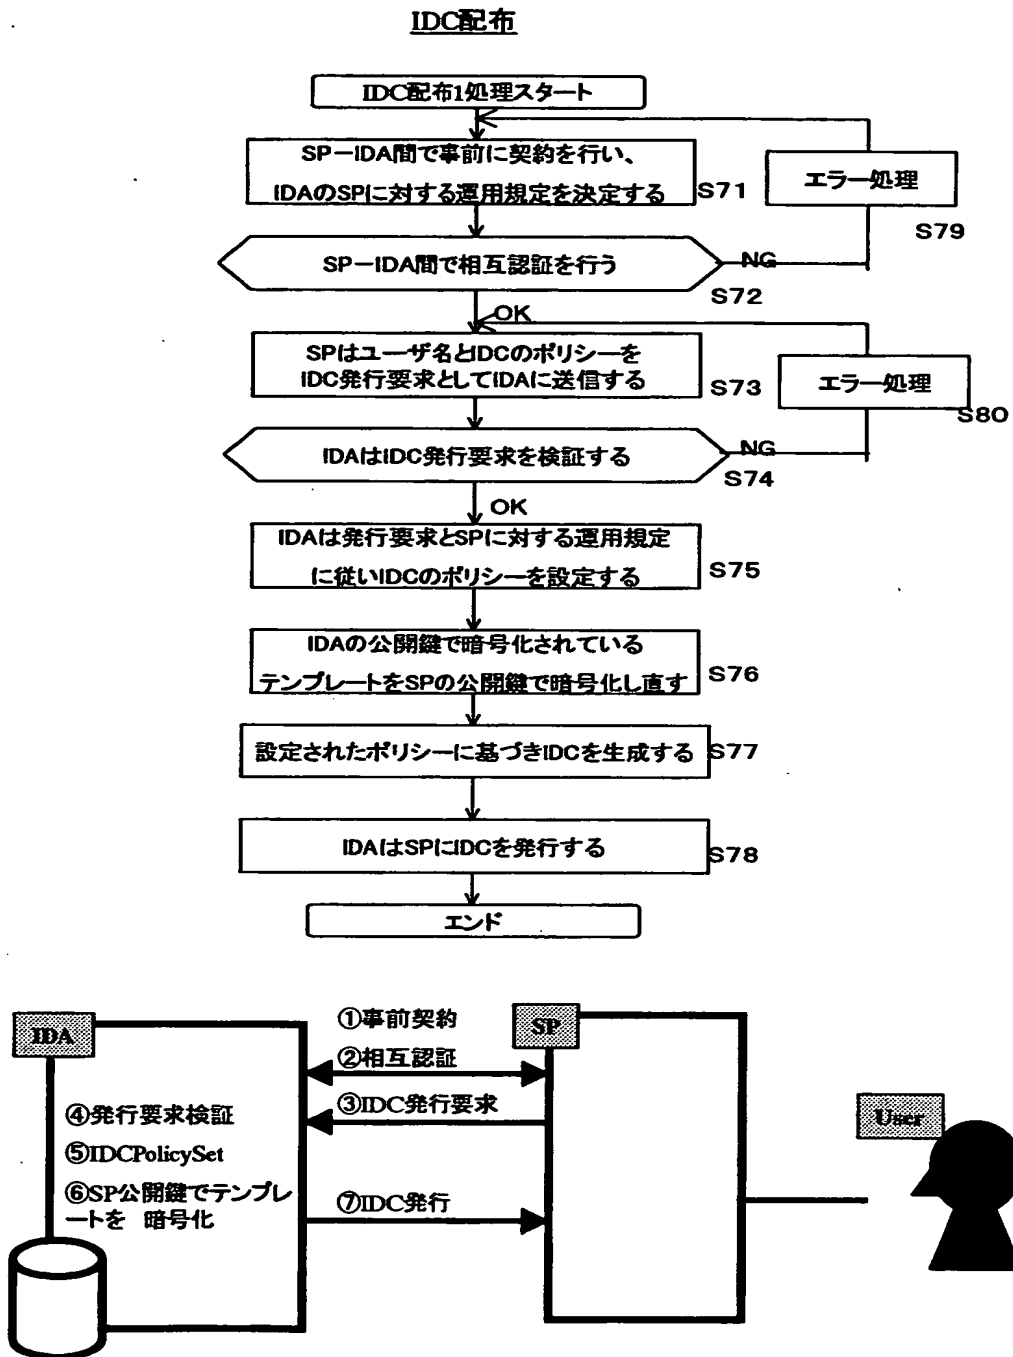 IDC配布
IDC配布1処理スタート
SP－IDA間で事前に契約を行い、
IDAのSPに対する運用規定を決定する
S71
エラー処理
S79
SP－IDA間で相互認証を行う
NG
S72
OK
SPはユーザ名とIDCのポリシーを
IDC発行要求としてIDAに送信する
S73
エラー処理
S80
IDAはIDC発行要求を検証する
NG
S74
OK
IDAは発行要求とSPに対する運用規定
に従いIDCのポリシーを設定する
S75
IDAの公開鍵で暗号化されている
テンプレートをSPの公開鍵で暗号化し直す
S76
設定されたポリシーに基づきIDCを生成する
S77
IDAはSPにIDCを発行する
S78
エンド
IDA
①事前契約
SP
②相互認証
③IDC発行要求
④発行要求検証
⑤IDCPolicySet
⑥SP公開鍵でテンプレ
ートを 暗号化
⑦IDC発行
User